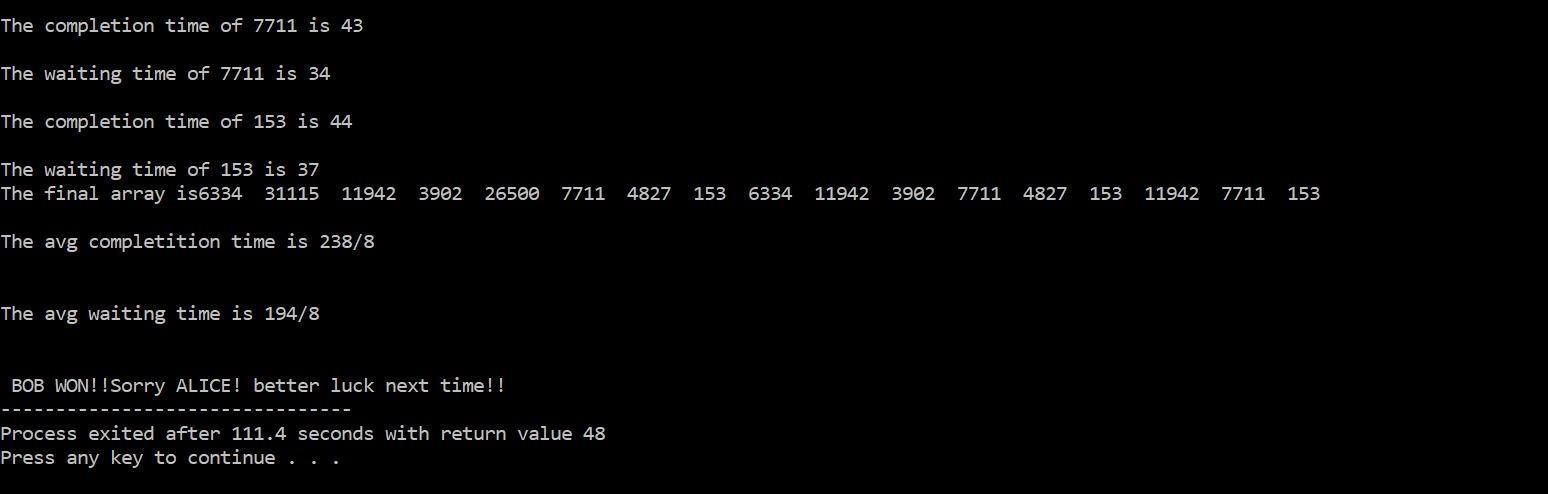 The completion time of 7711 is 43
The waiting time of 7711 is 34
The completion time of 153 is 44
The waiting time of 153 is 37
The final array is6334  31115  11942  3902  26500  7711  4827  153  6334  11942  3902  7711  4827  153  11942  7711  153
The avg completition time is 238/8
The avg waiting time is 194/8
BOB WON!!Sorry ALICE! better luck next time!!
--------------------------------
Process exited after 111.4 seconds with return value 48
Press any key to continue . . .